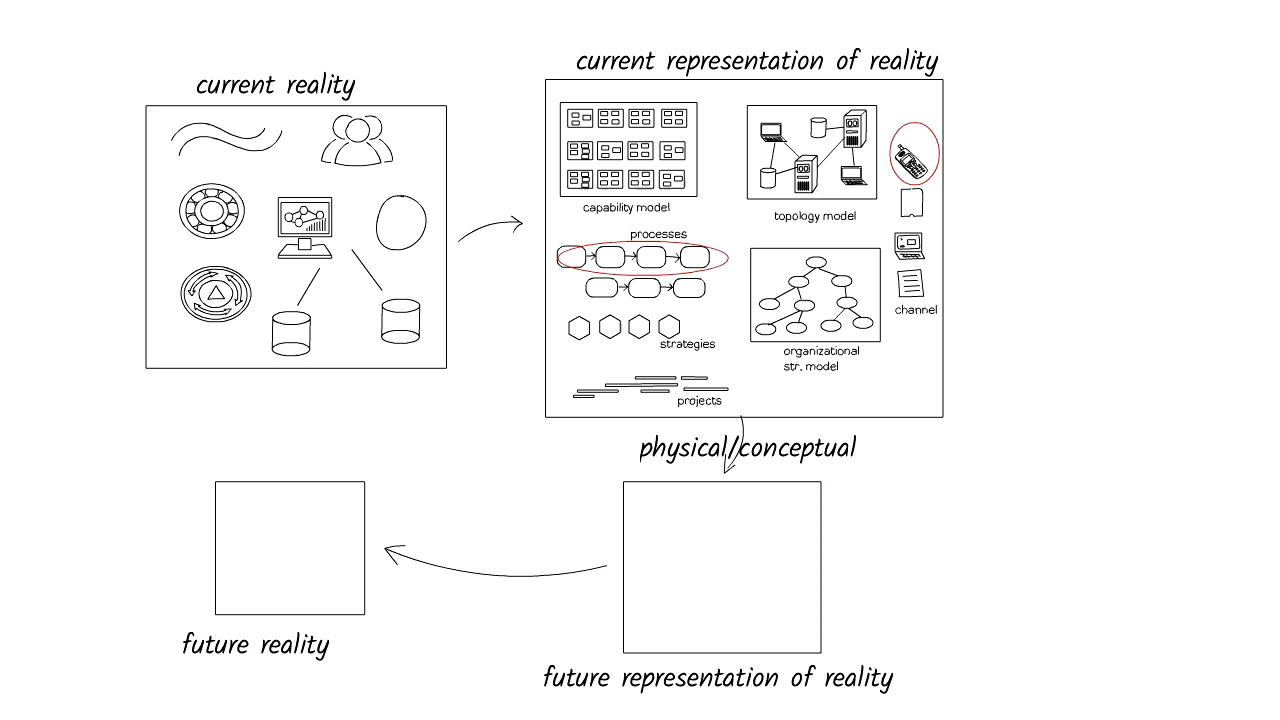 current reality
current representation of reality
capability model
topology model
processes
channel
strategies
organizational
str. model
projects
physical/conceptual
future reality
future representation of reality